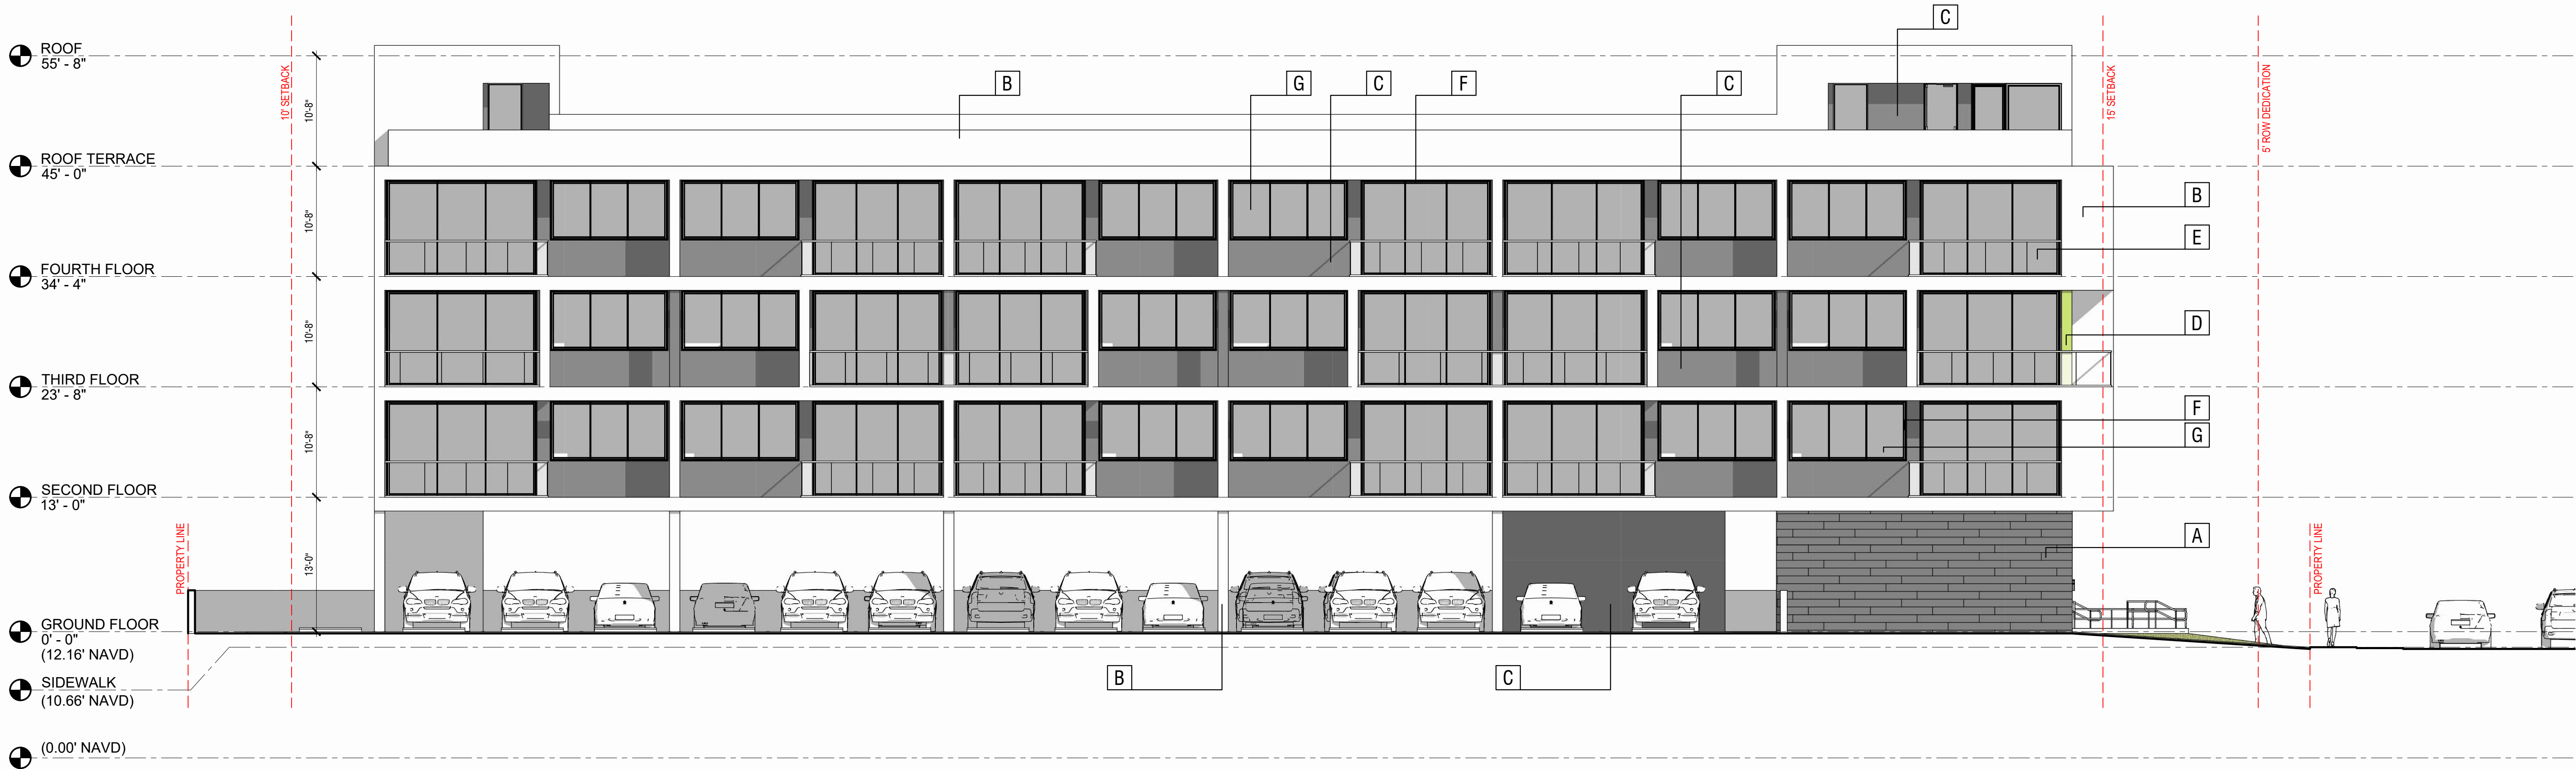 C
ROOF
55' - 8"
10' SETBACK
10'-8"
B
G
C
F
C
15' SETBACK
5' ROW DEDICATION
ROOF TERRACE
45' - 0"
10'-8"
B
E
FOURTH FLOOR
34' - 4"
10'-8"
D
THIRD FLOOR
23' - 8"
10'-8"
F
G
SECOND FLOOR
13' - 0"
PROPERTY LINE
13'-0"
A
PROPERTY LINE
GROUND FLOOR
0' - 0"
(12.16' NAVD)
B
C
SIDEWALK
(10.66' NAVD)
(0.00' NAVD)